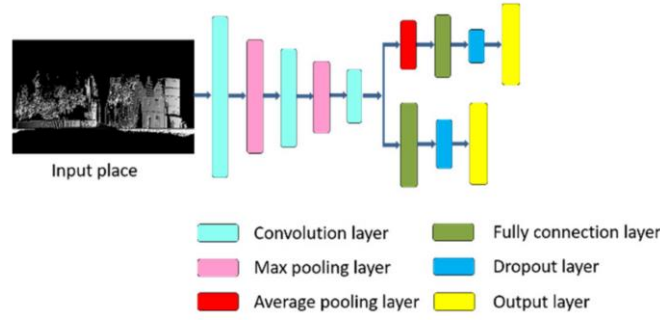 Input place
Convolution layer
Fully connection layer
Max pooling layer
Dropout layer
Average pooling layer
Output layer